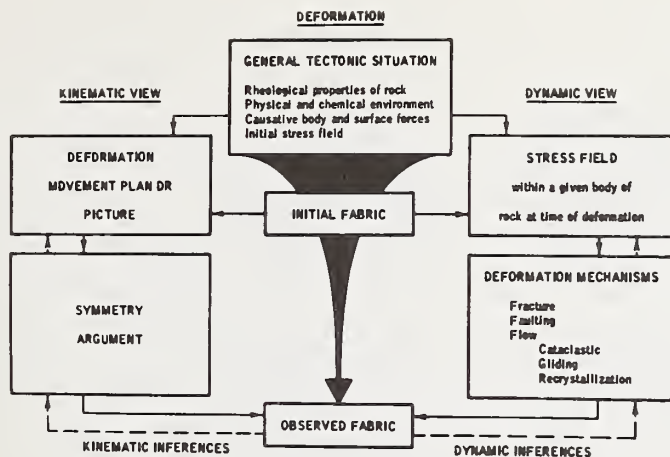 DEFORMATION
GENERAL TECTONIC SITUATION
Rheological properties of rock
Physical and chemical environment
Causative body and surface forces
Initial stress field
KINEMATIC VIEW
DYNAMIC VIEW
DEFORMATION
MDVEMENT PLAN DR
PICTURE
INITIAL FABRIC
STRESS FIELD
within a given body of
rock at time of deformation
SYMMETRY
ARGUMENT
DEFORMATION MECHANISMS
Fracture
Faulting
Flow
Cataclastic
Gliding
Recrystallization
OBSERVED FABRIC
KINEMATIC INFERENCES
DYNAMIC INFERENCES